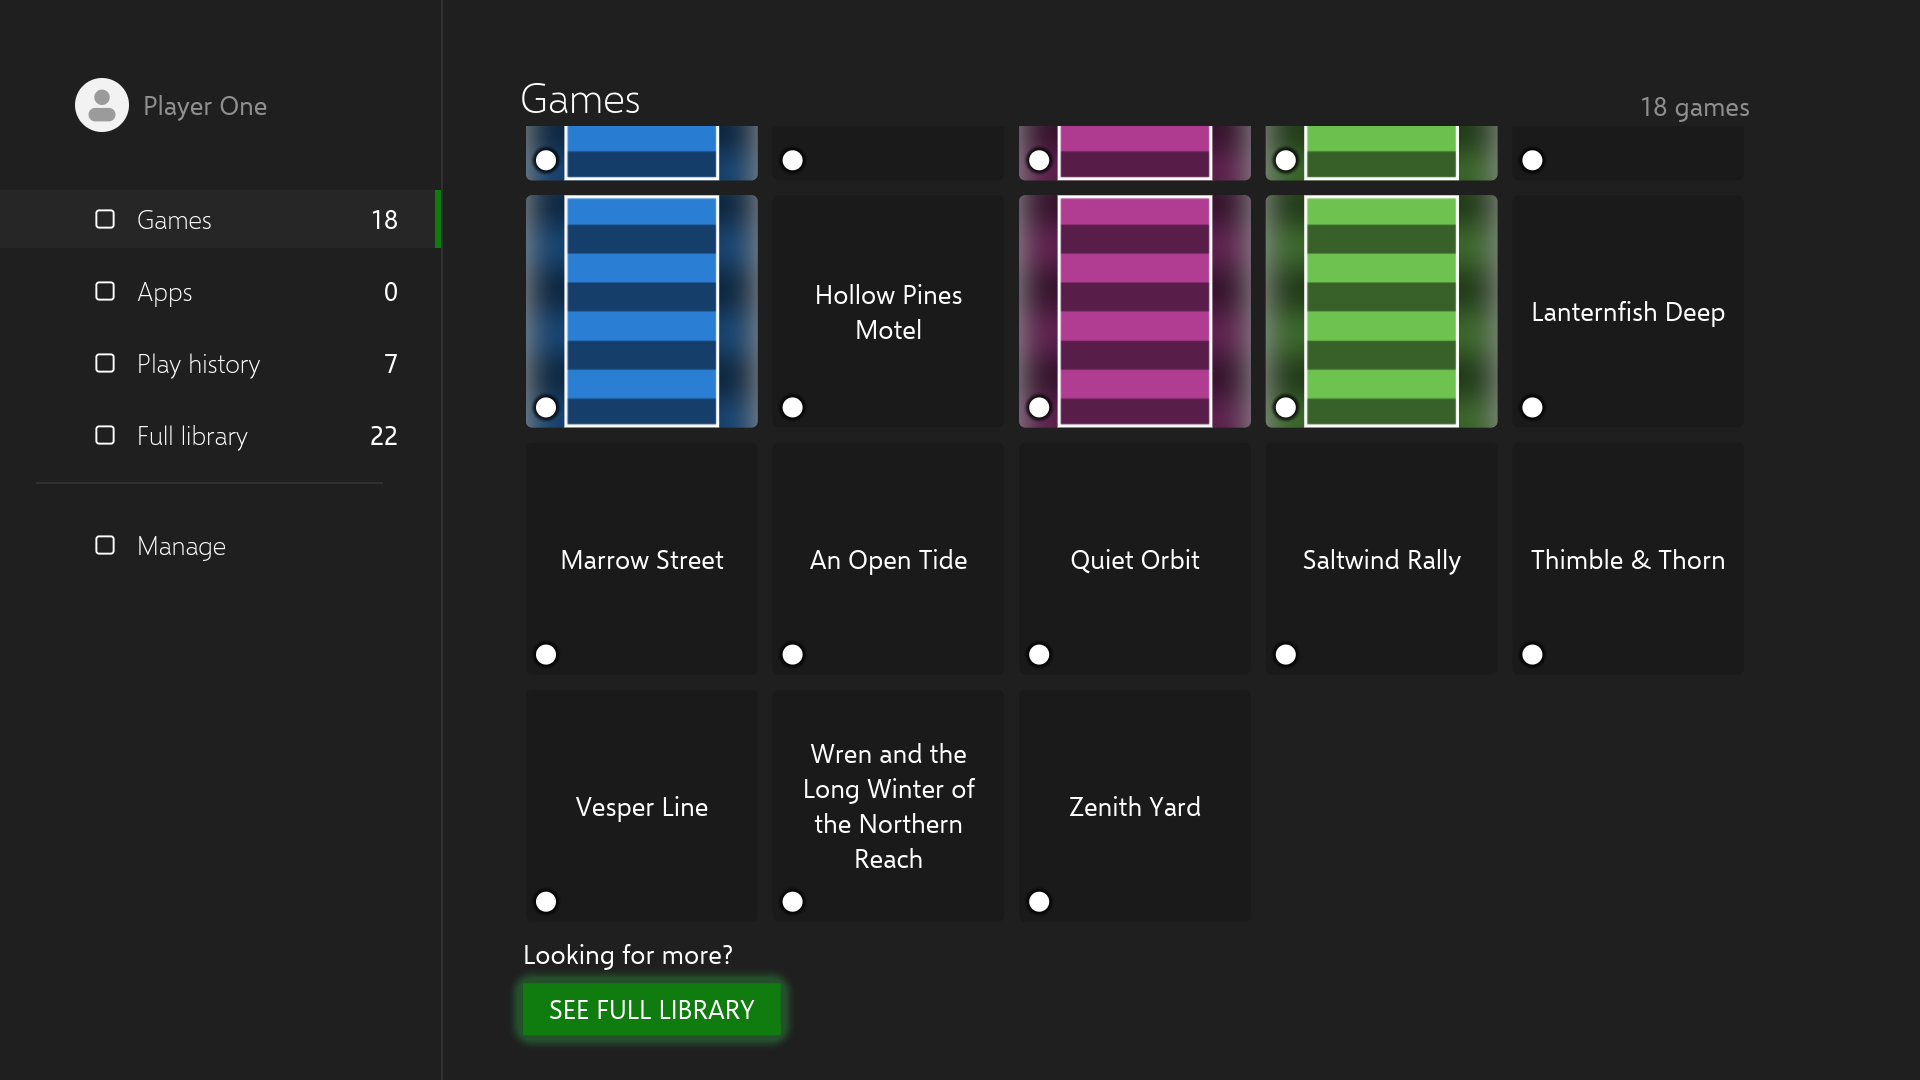 Player One
Games 18
Apps 0
Play history 7
Full library 22
Manage
Games
18 games
Hollow Pines
Motel
Lanternfish Deep
Marrow Street
An Open Tide
Quiet Orbit
Saltwind Rally
Thimble & Thorn
Vesper Line
Wren and the
Long Winter of
the Northern
Reach
Zenith Yard
Looking for more?
SEE FULL LIBRARY